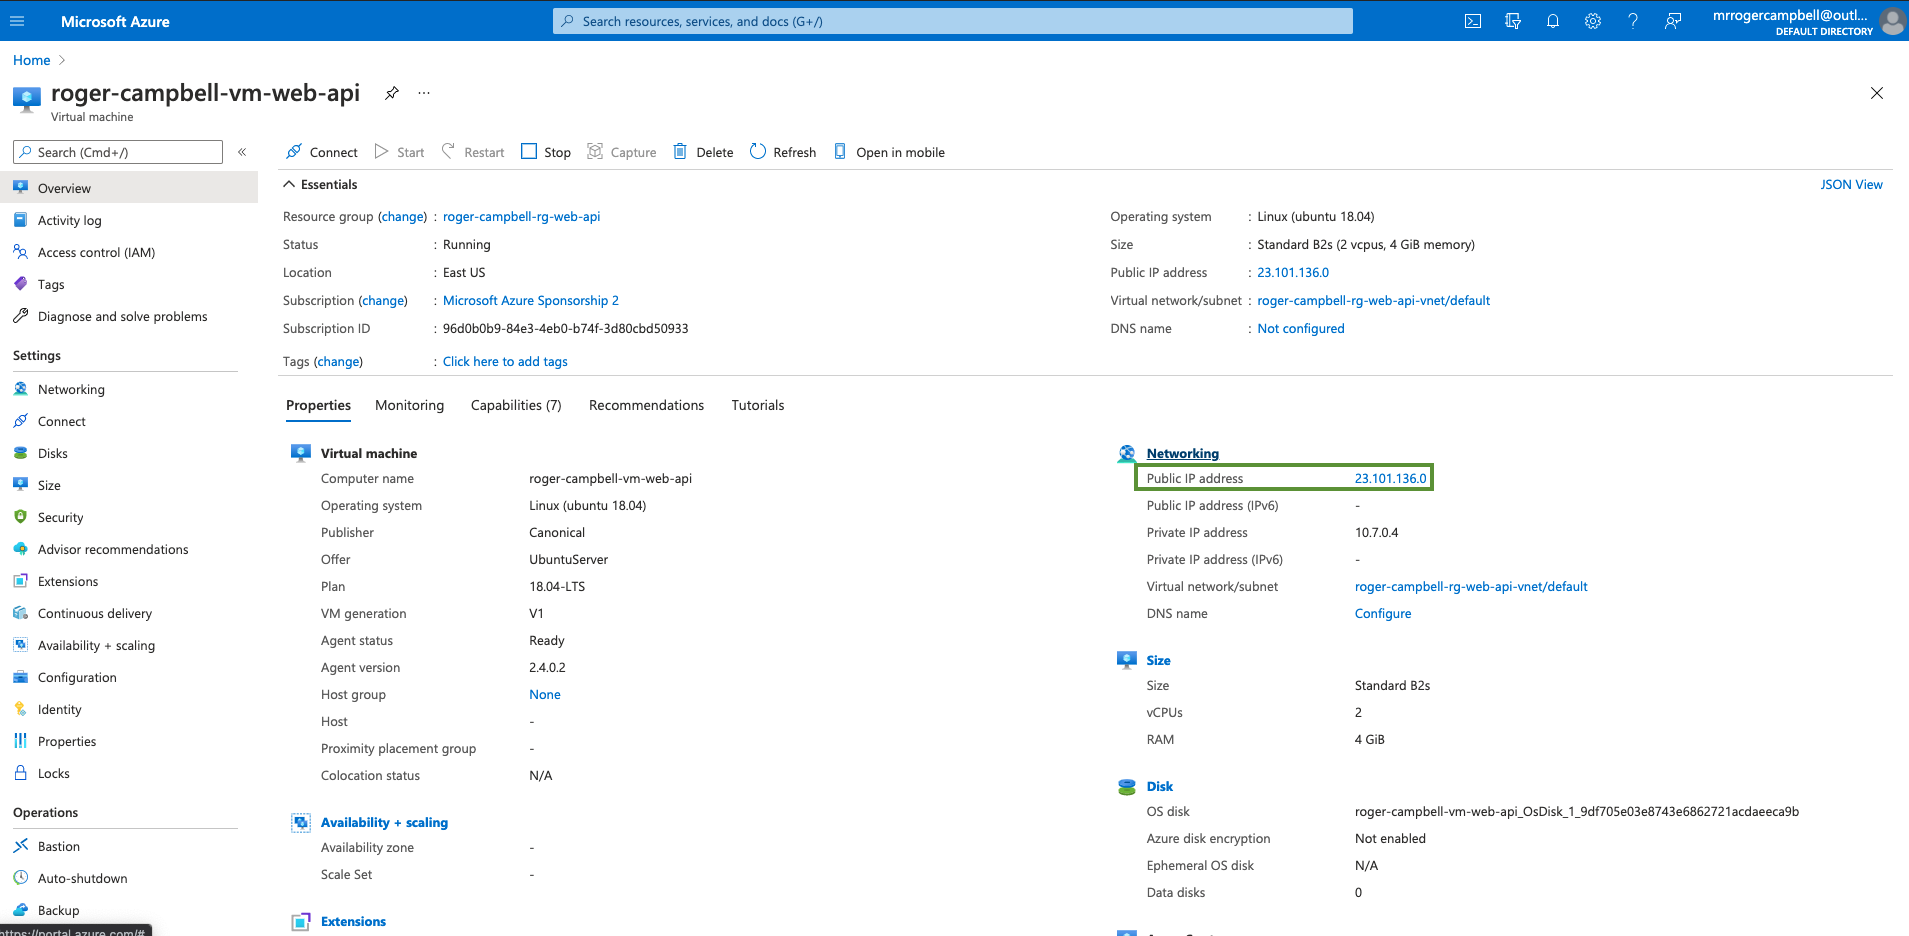 Microsoft Azure
Search resources, services, and docs (G+/)
mrrogercampbell@outl...
DEFAULT DIRECTORY
Home
roger-campbell-vm-web-api
...
Virtual machine
Search (Cmd+/)
«
Overview
Activity log
Access control (IAM)
Tags
Diagnose and solve problems
Settings
Networking
Connect
Disks
Size
Security
Advisor recommendations
Extensions
Continuous delivery
Availability + scaling
Configuration
Identity
Properties
Locks
Operations
Bastion
Auto-shutdown
Backup
Connect Start Restart Stop Capture Delete Refresh Open in mobile
Essentials
JSON View
Resource group (change) : roger-campbell-rg-web-api
Status : Running
Location : East US
Subscription (change) : Microsoft Azure Sponsorship 2
Subscription ID : 96d0b0b9-84e3-4eb0-b74f-3d80cbd50933
Tags (change) : Click here to add tags
Operating system : Linux (ubuntu 18.04)
Size : Standard B2s (2 vcpus, 4 GiB memory)
Public IP address : 23.101.136.0
Virtual network/subnet : roger-campbell-rg-web-api-vnet/default
DNS name : Not configured
Properties Monitoring Capabilities (7) Recommendations Tutorials
Virtual machine
Computer name roger-campbell-vm-web-api
Operating system Linux (ubuntu 18.04)
Publisher Canonical
Offer UbuntuServer
Plan 18.04-LTS
VM generation V1
Agent status Ready
Agent version 2.4.0.2
Host group None
Host -
Proximity placement group -
Colocation status N/A
Availability + scaling
Availability zone -
Scale Set -
Extensions
Networking
Public IP address 23.101.136.0
Public IP address (IPv6) -
Private IP address 10.7.0.4
Private IP address (IPv6) -
Virtual network/subnet roger-campbell-rg-web-api-vnet/default
DNS name Configure
Size
Size Standard B2s
vCPUs 2
RAM 4 GiB
Disk
OS disk roger-campbell-vm-web-api_OsDisk_1_9df705e03e8743e6862721acdaeeca9b
Azure disk encryption Not enabled
Ephemeral OS disk N/A
Data disks 0
https://portal.azure.com/#